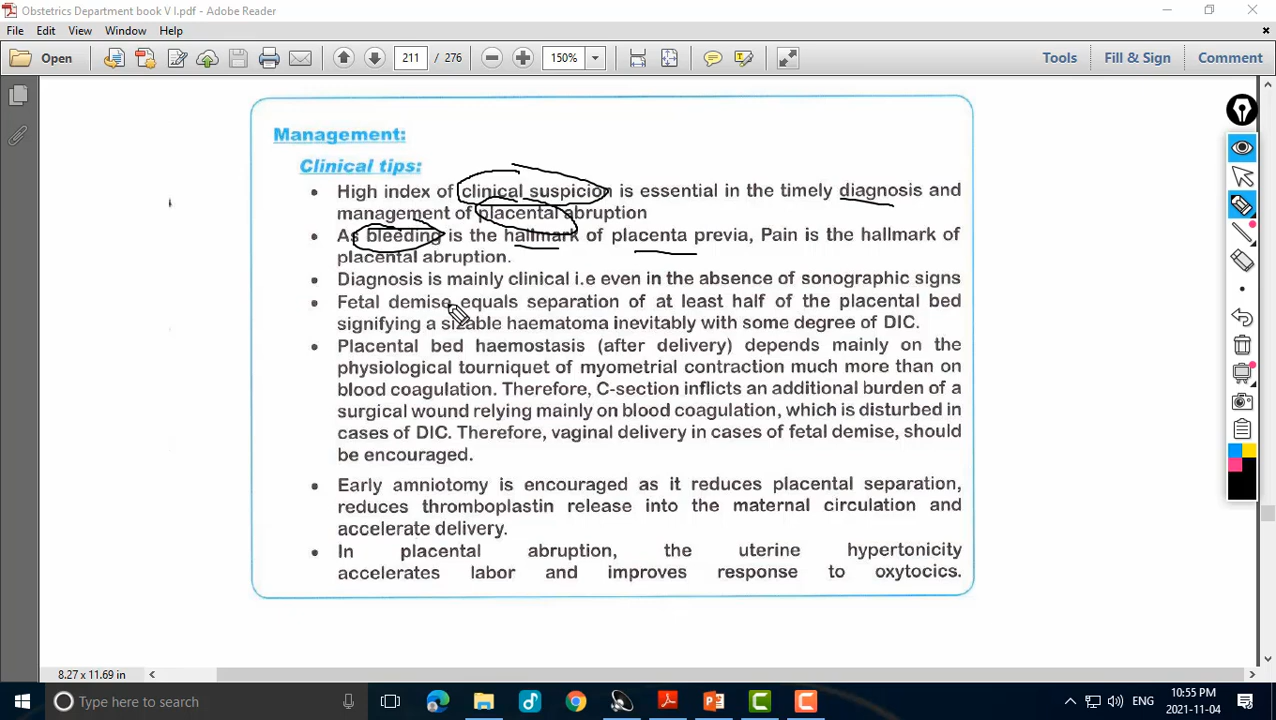 Obstetrics Department book V I.pdf - Adobe Reader
File Edit View Window Help
Open 211 / 276 150% Tools Fill & Sign Comment
Management:
Clinical tips:
• High index of clinical suspicion is essential in the timely diagnosis and
management of placental abruption
• As bleeding is the hallmark of placenta previa, Pain is the hallmark of
placental abruption.
• Diagnosis is mainly clinical i.e even in the absence of sonographic signs
• Fetal demise equals separation of at least half of the placental bed
signifying a sizable haematoma inevitably with some degree of DIC.
• Placental bed haemostasis (after delivery) depends mainly on the
physiological tourniquet of myometrial contraction much more than on
blood coagulation. Therefore, C-section inflicts an additional burden of a
surgical wound relying mainly on blood coagulation, which is disturbed in
cases of DIC. Therefore, vaginal delivery in cases of fetal demise, should
be encouraged.
• Early amniotomy is encouraged as it reduces placental separation,
reduces thromboplastin release into the maternal circulation and
accelerate delivery.
• In placental abruption, the uterine hypertonicity
accelerates labor and improves response to oxytocics.
8.27 x 11.69 in
Type here to search
ENG
10:55 PM
2021-11-04